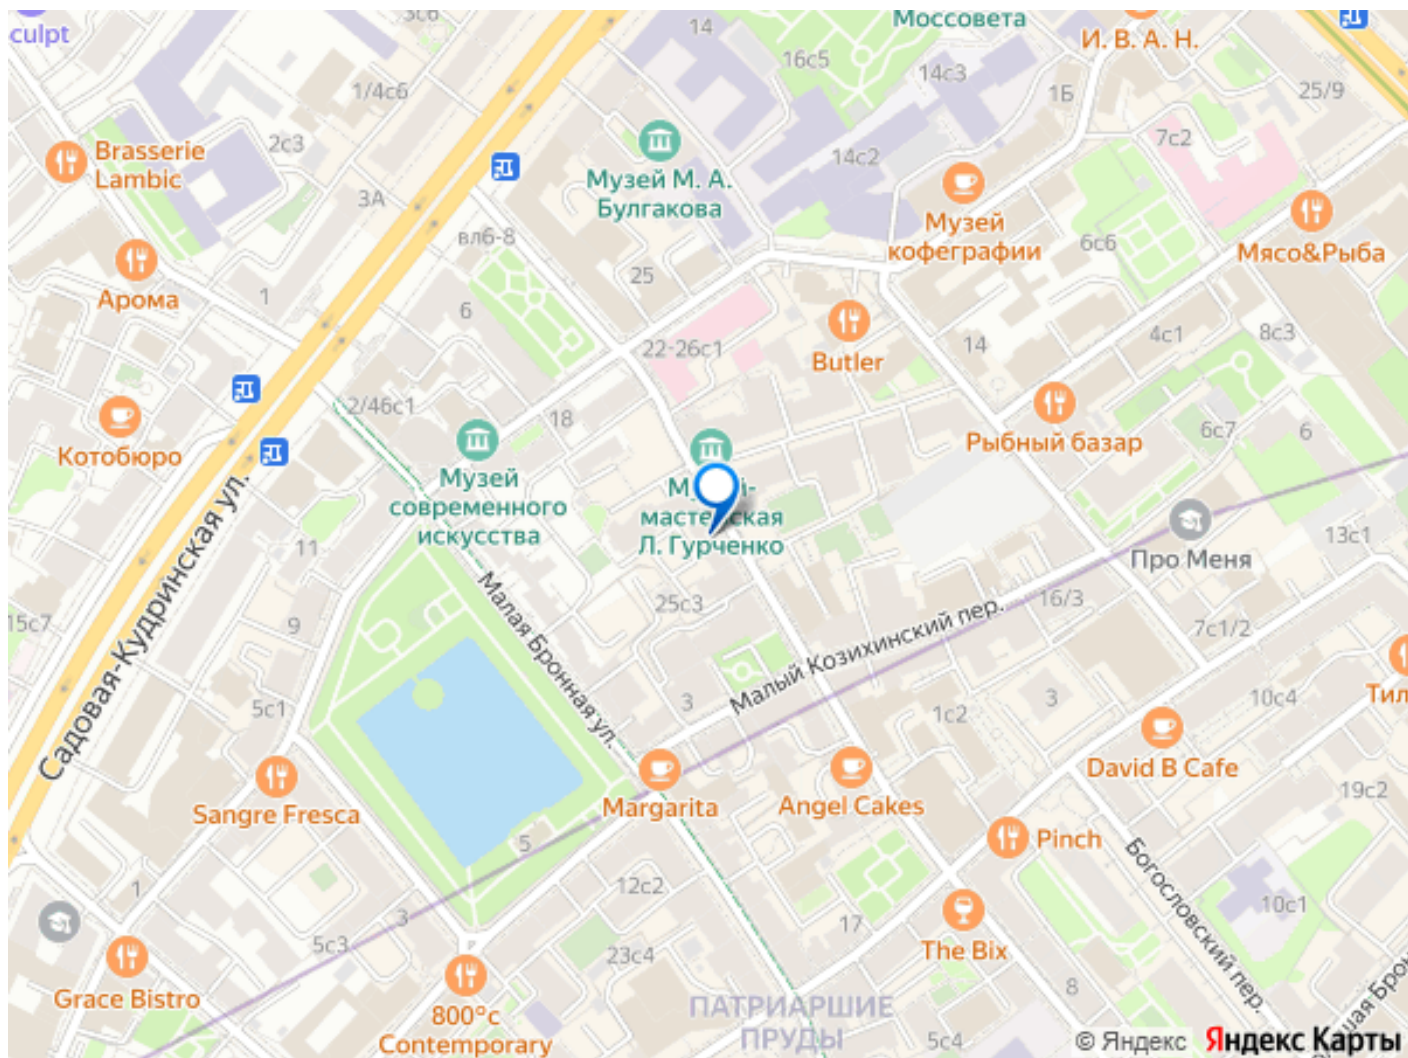 culpt
3с6
14
Моссовета
И. В. А. Н.
16с5
14с3
1Б
25/9
1/4с6
2с3
7с2
Brasserie
Lambic
14с2
Музей М. А.
Булгакова
3А
Музей
кофеграфии
вл6-8
6с6
Мясо&Рыба
25
Арома
1
6
22-26с1
Butler
14
4с1
8с3
2/46с1
18
Рыбный базар
6с7
6
Котобюро
Музей
современного
искусства
Музей-
мастерская
Л. Гурченко
Садовая-Кудринская ул.
11
Про Меня
13с1
Малая Бронная ул.
25с3
Малый Козихинский пер.
16/3
15с7
9
7с1/2
5с1
3
1с2
3
10с4
Тил
Sangre Fresca
Margarita
Angel Cakes
David B Cafe
19с2
5
Pinch
Богословский пер.
1
12с2
3
17
10с1
5с3
23с4
The Bix
Grace Bistro
800°с
Contemporary
ПАТРИАРШИЕ
ПРУДЫ
8
5с4
шая Брон
© Яндекс
Яндекс Карты